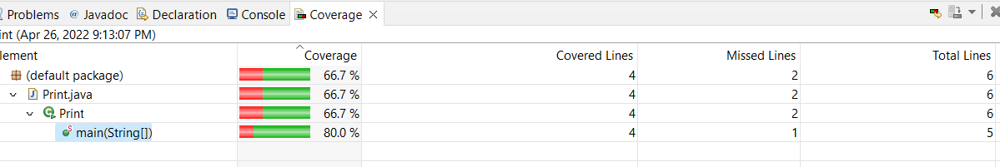 Problems @ Javadoc Declaration Console Coverage
int (Apr 26, 2022 9:13:07 PM)
lement Coverage Covered Lines Missed Lines Total Lines
(default package) 66.7 % 4 2 6
Print.java 66.7 % 4 2 6
Print 66.7 % 4 2 6
main(String[]) 80.0 % 4 1 5